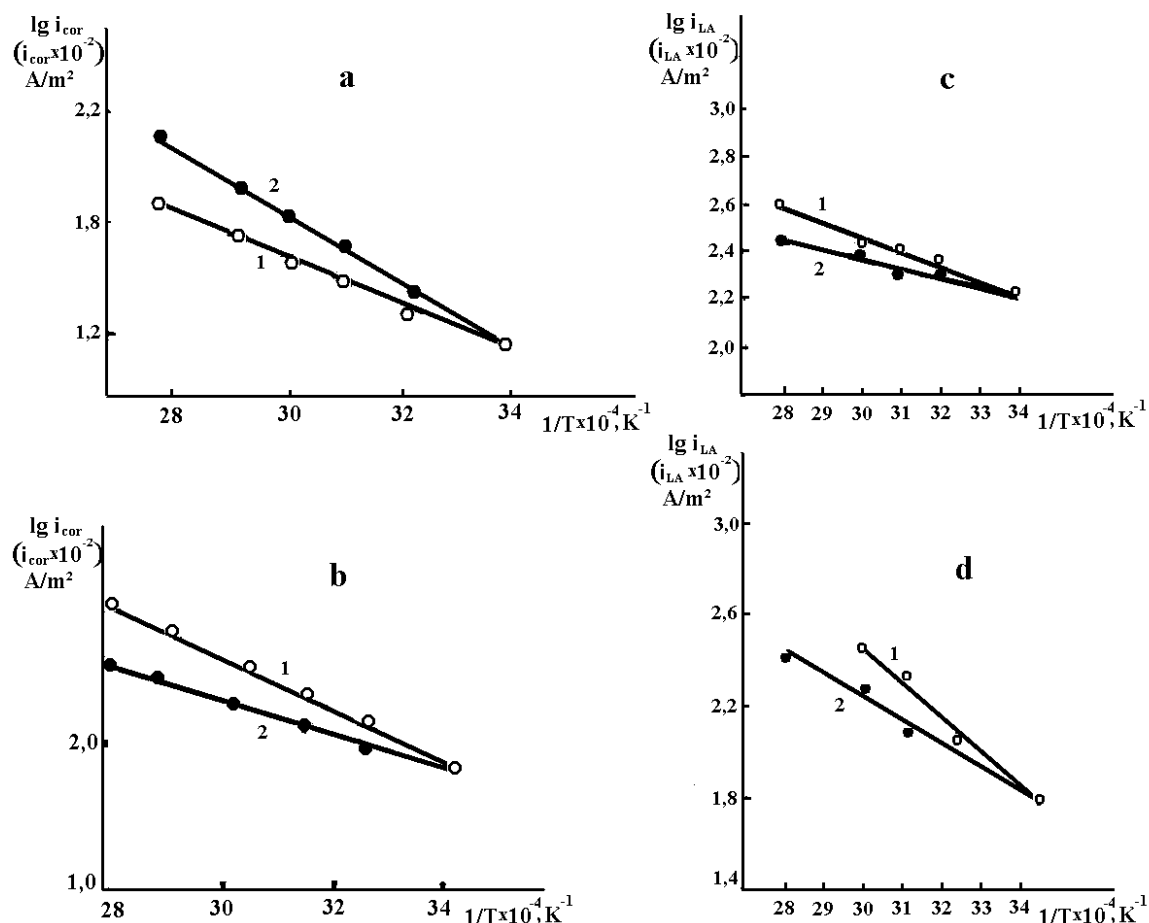 lg i_cor
(i_cor x10⁻²)
A/m²
a
2,2
1,8
1,2
2
1
28 30 32 34
1/Tx10⁻⁴, K⁻¹
lg i_LA
(i_LA x10⁻²)
A/m²
c
3,0
2,8
2,6
2,4
2,2
2,0
1
2
28 29 30 31 32 33 34
1/Tx10⁻⁴, K⁻¹
lg i_cor
(i_cor x10⁻²)
A/m²
b
2,0
1,0
1
2
28 30 32 34
1/Tx10⁻⁴, K⁻¹
lg i_LA
(i_LA x10⁻²)
A/m²
d
3,0
2,6
2,2
1,8
1,4
1
2
28 29 30 31 32 33 34
1/Tx10⁻⁴, K⁻¹